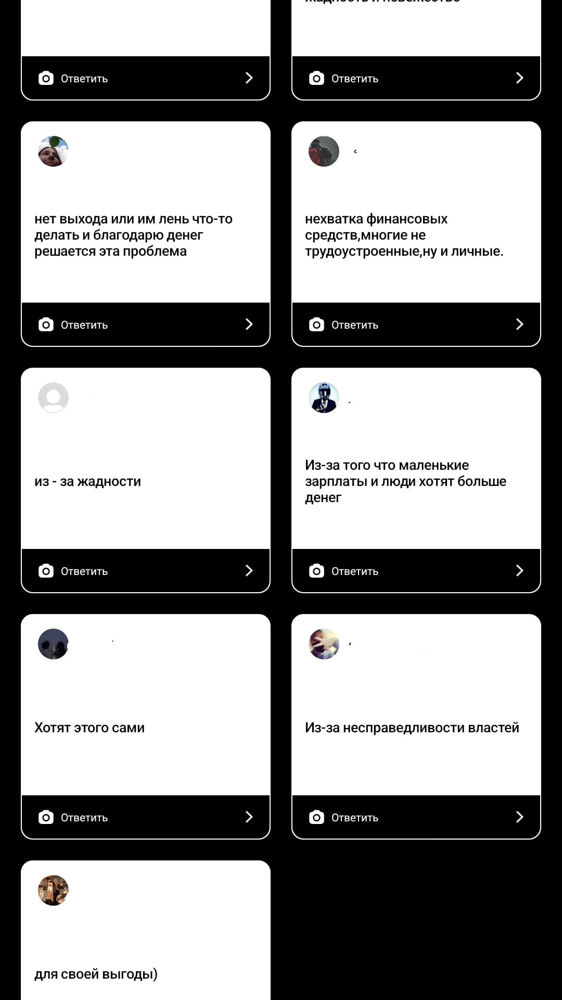 жадность и невежество
Ответить
Ответить
нет выхода или им лень что-то
делать и благодарю денег
решается эта проблема
Ответить
нехватка финансовых
средств,многие не
трудоустроенные,ну и личные.
Ответить
из - за жадности
Ответить
Из-за того что маленькие
зарплаты и люди хотят больше
денег
Ответить
Хотят этого сами
Ответить
Из-за несправедливости властей
Ответить
для своей выгоды)